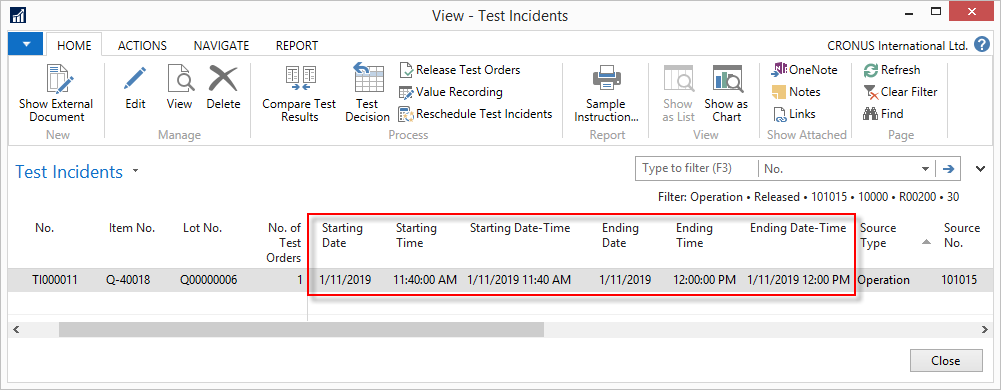 View - Test Incidents
HOME ACTIONS NAVIGATE REPORT CRONUS International Ltd. ?
Show External
Document
New
Edit
View
Delete
Manage
Compare Test
Results
Test
Decision
Release Test Orders
Value Recording
Reschedule Test Incidents
Process
Sample
Instruction...
Report
Show
as List
Show as
Chart
View
OneNote
Notes
Links
Show Attached
Refresh
Clear Filter
Find
Page
Test Incidents
Type to filter (F3) No.
Filter: Operation • Released • 101015 • 10000 • R00200 • 30
No.
Item No.
Lot No.
No. of
Test
Orders
Starting
Date
Starting
Time
Starting Date-Time
Ending
Date
Ending
Time
Ending Date-Time
Source
Type
Source
No.
TI000011 Q-40018 Q00000006 1 1/11/2019 11:40:00 AM 1/11/2019 11:40 AM 1/11/2019 12:00:00 PM 1/11/2019 12:00 PM Operation 101015
Close